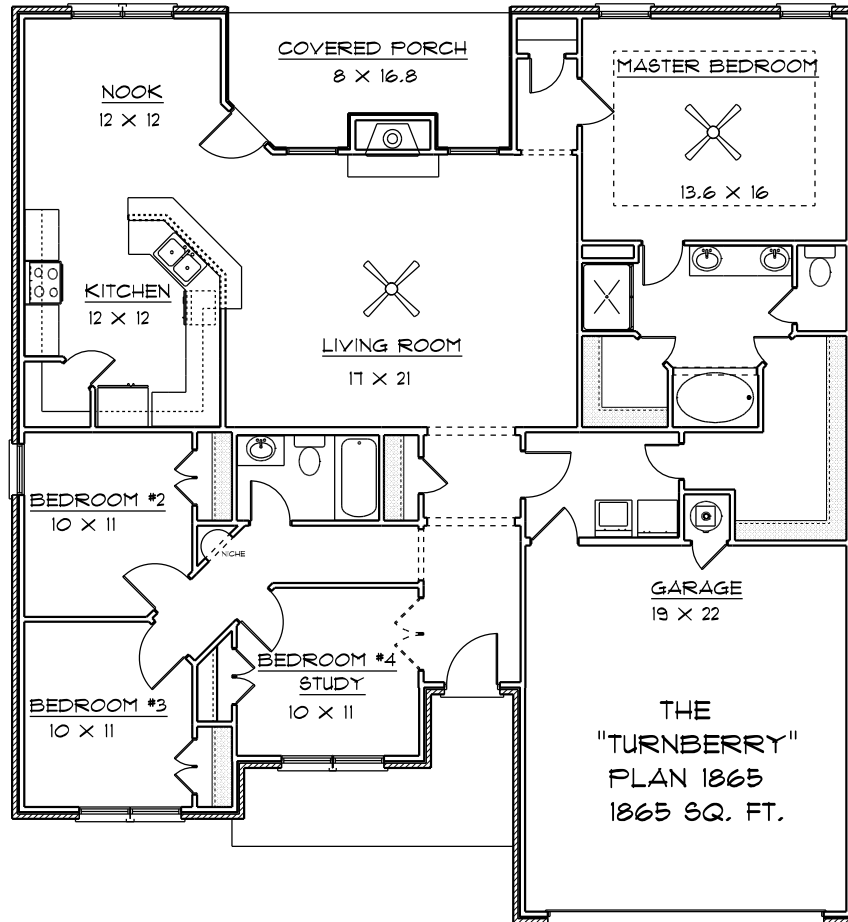 COVERED PORCH
8 X 16.8
MASTER BEDROOM
13.6 X 16
NOOK
12 X 12
KITCHEN
12 X 12
LIVING ROOM
17 X 21
BEDROOM #2
10 X 11
NICHE
BEDROOM #3
10 X 11
BEDROOM #4
STUDY
10 X 11
GARAGE
19 X 22
THE
"TURNBERRY"
PLAN 1865
1865 SQ. FT.